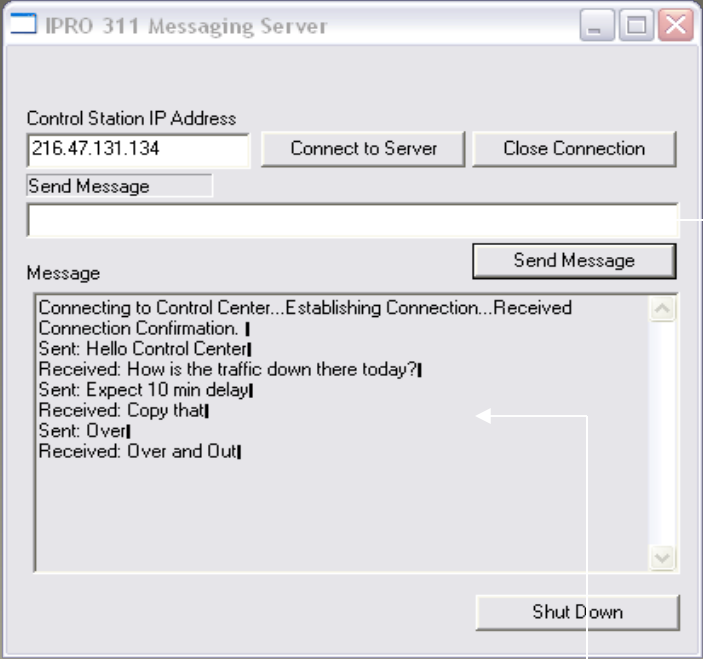 IPRO 311 Messaging Server
Control Station IP Address
216.47.131.134
Connect to Server
Close Connection
Send Message
Send Message
Message
Connecting to Control Center...Establishing Connection...Received
Connection Confirmation.
Sent: Hello Control Center
Received: How is the traffic down there today?
Sent: Expect 10 min delay
Received: Copy that
Sent: Over
Received: Over and Out
Shut Down